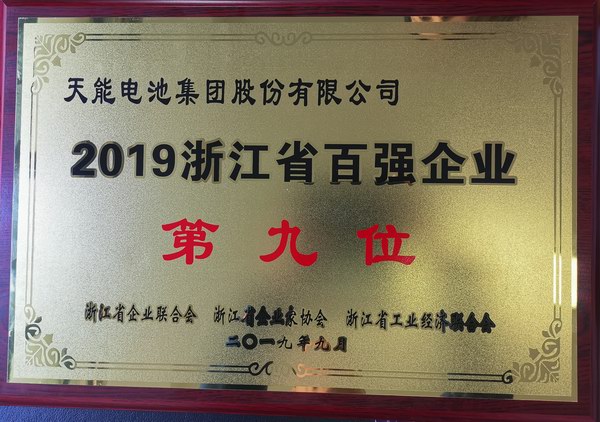 天能电池集团股份有限公司
2019浙江省百强企业
第九位
浙江省企业联合会 浙江省企业家协会 浙江省工业经济联合会
二〇一九年九月